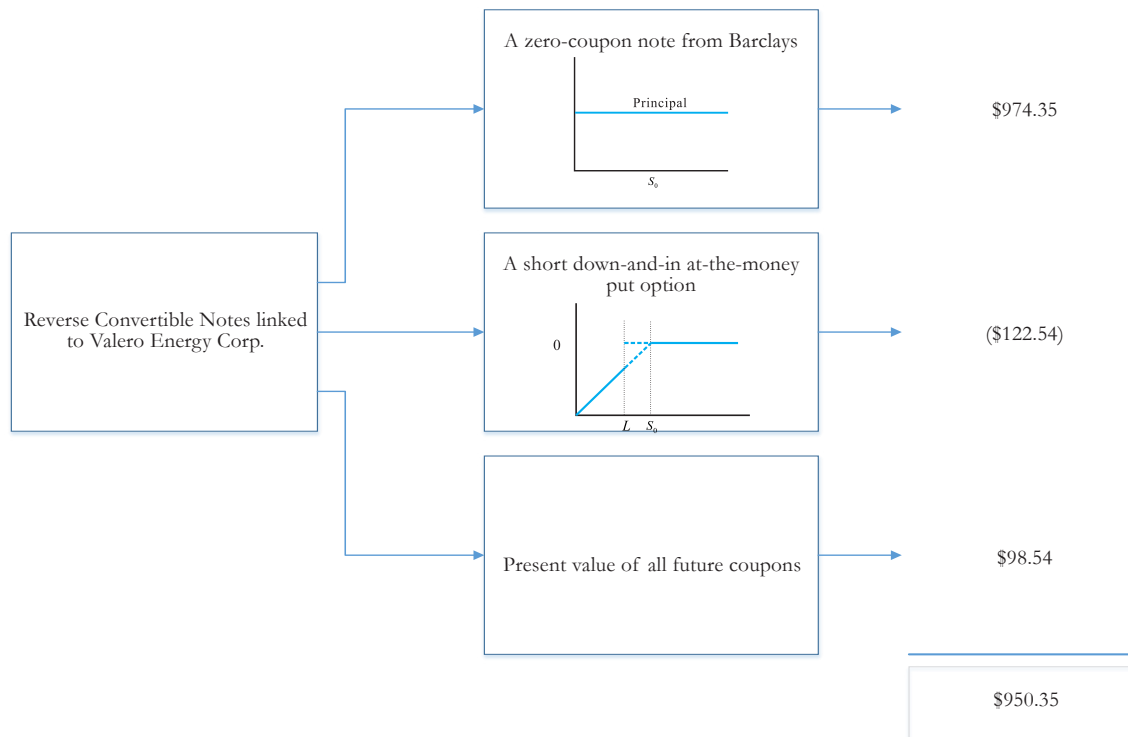 A zero-coupon note from Barclays
Principal
S₀
$974.35
Reverse Convertible Notes linked
to Valero Energy Corp.
A short down-and-in at-the-money
put option
0
L S₀
($122.54)
Present value of all future coupons
$98.54
$950.35